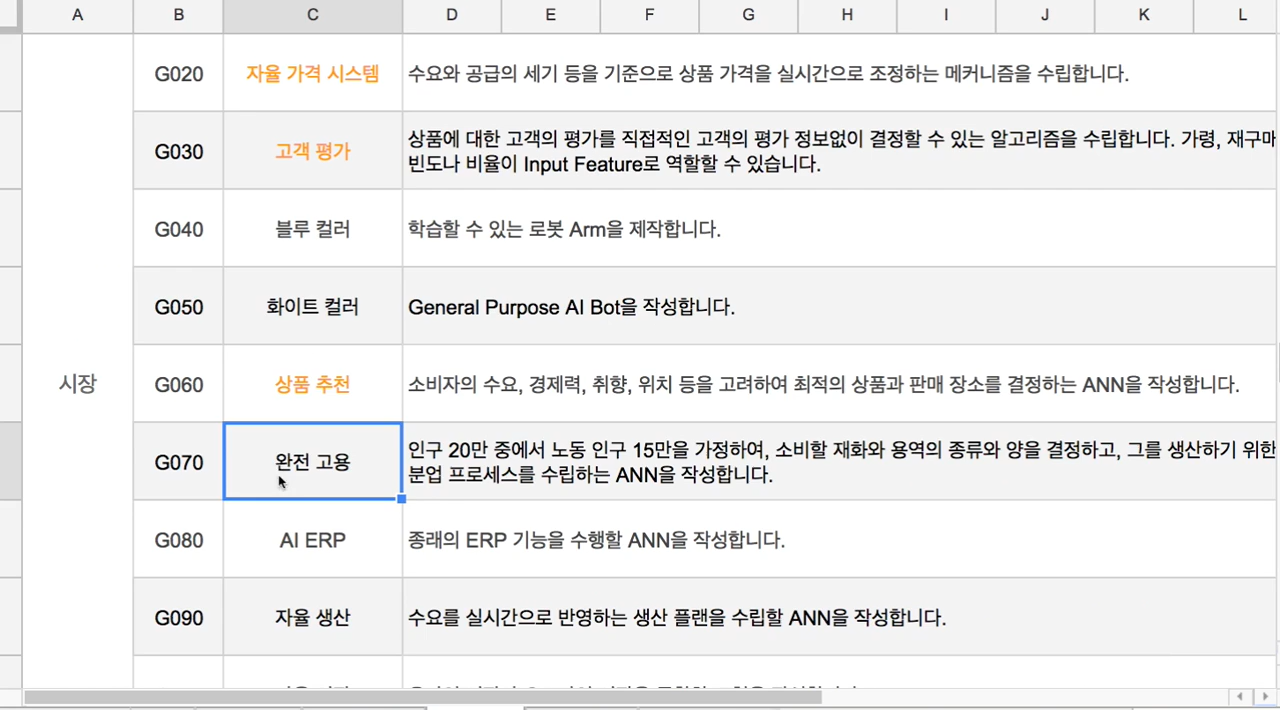 A B C D E F G H I J K L
G020 자율 가격 시스템 수요와 공급의 세기 등을 기준으로 상품 가격을 실시간으로 조정하는 메커니즘을 수립합니다.
상품에 대한 고객의 평가를 직접적인 고객의 평가 정보없이 결정할 수 있는 알고리즘을 수립합니다. 가령, 재구매
G030 고객 평가
빈도나 비율이 Input Feature로 역할할 수 있습니다.
G040 블루 컬러 학습할 수 있는 로봇 Arm을 제작합니다.
G050 화이트 컬러 General Purpose AI Bot을 작성합니다.
시장 G060 상품 추천 소비자의 수요, 경제력, 취향, 위치 등을 고려하여 최적의 상품과 판매 장소를 결정하는 ANN을 작성합니다.
인구 20만 중에서 노동 인구 15만을 가정하여, 소비할 재화와 용역의 종류와 양을 결정하고, 그를 생산하기 위한
G070 완전 고용
분업 프로세스를 수립하는 ANN을 작성합니다.
G080 AI ERP 종래의 ERP 기능을 수행할 ANN을 작성합니다.
G090 자율 생산 수요를 실시간으로 반영하는 생산 플랜을 수립할 ANN을 작성합니다.